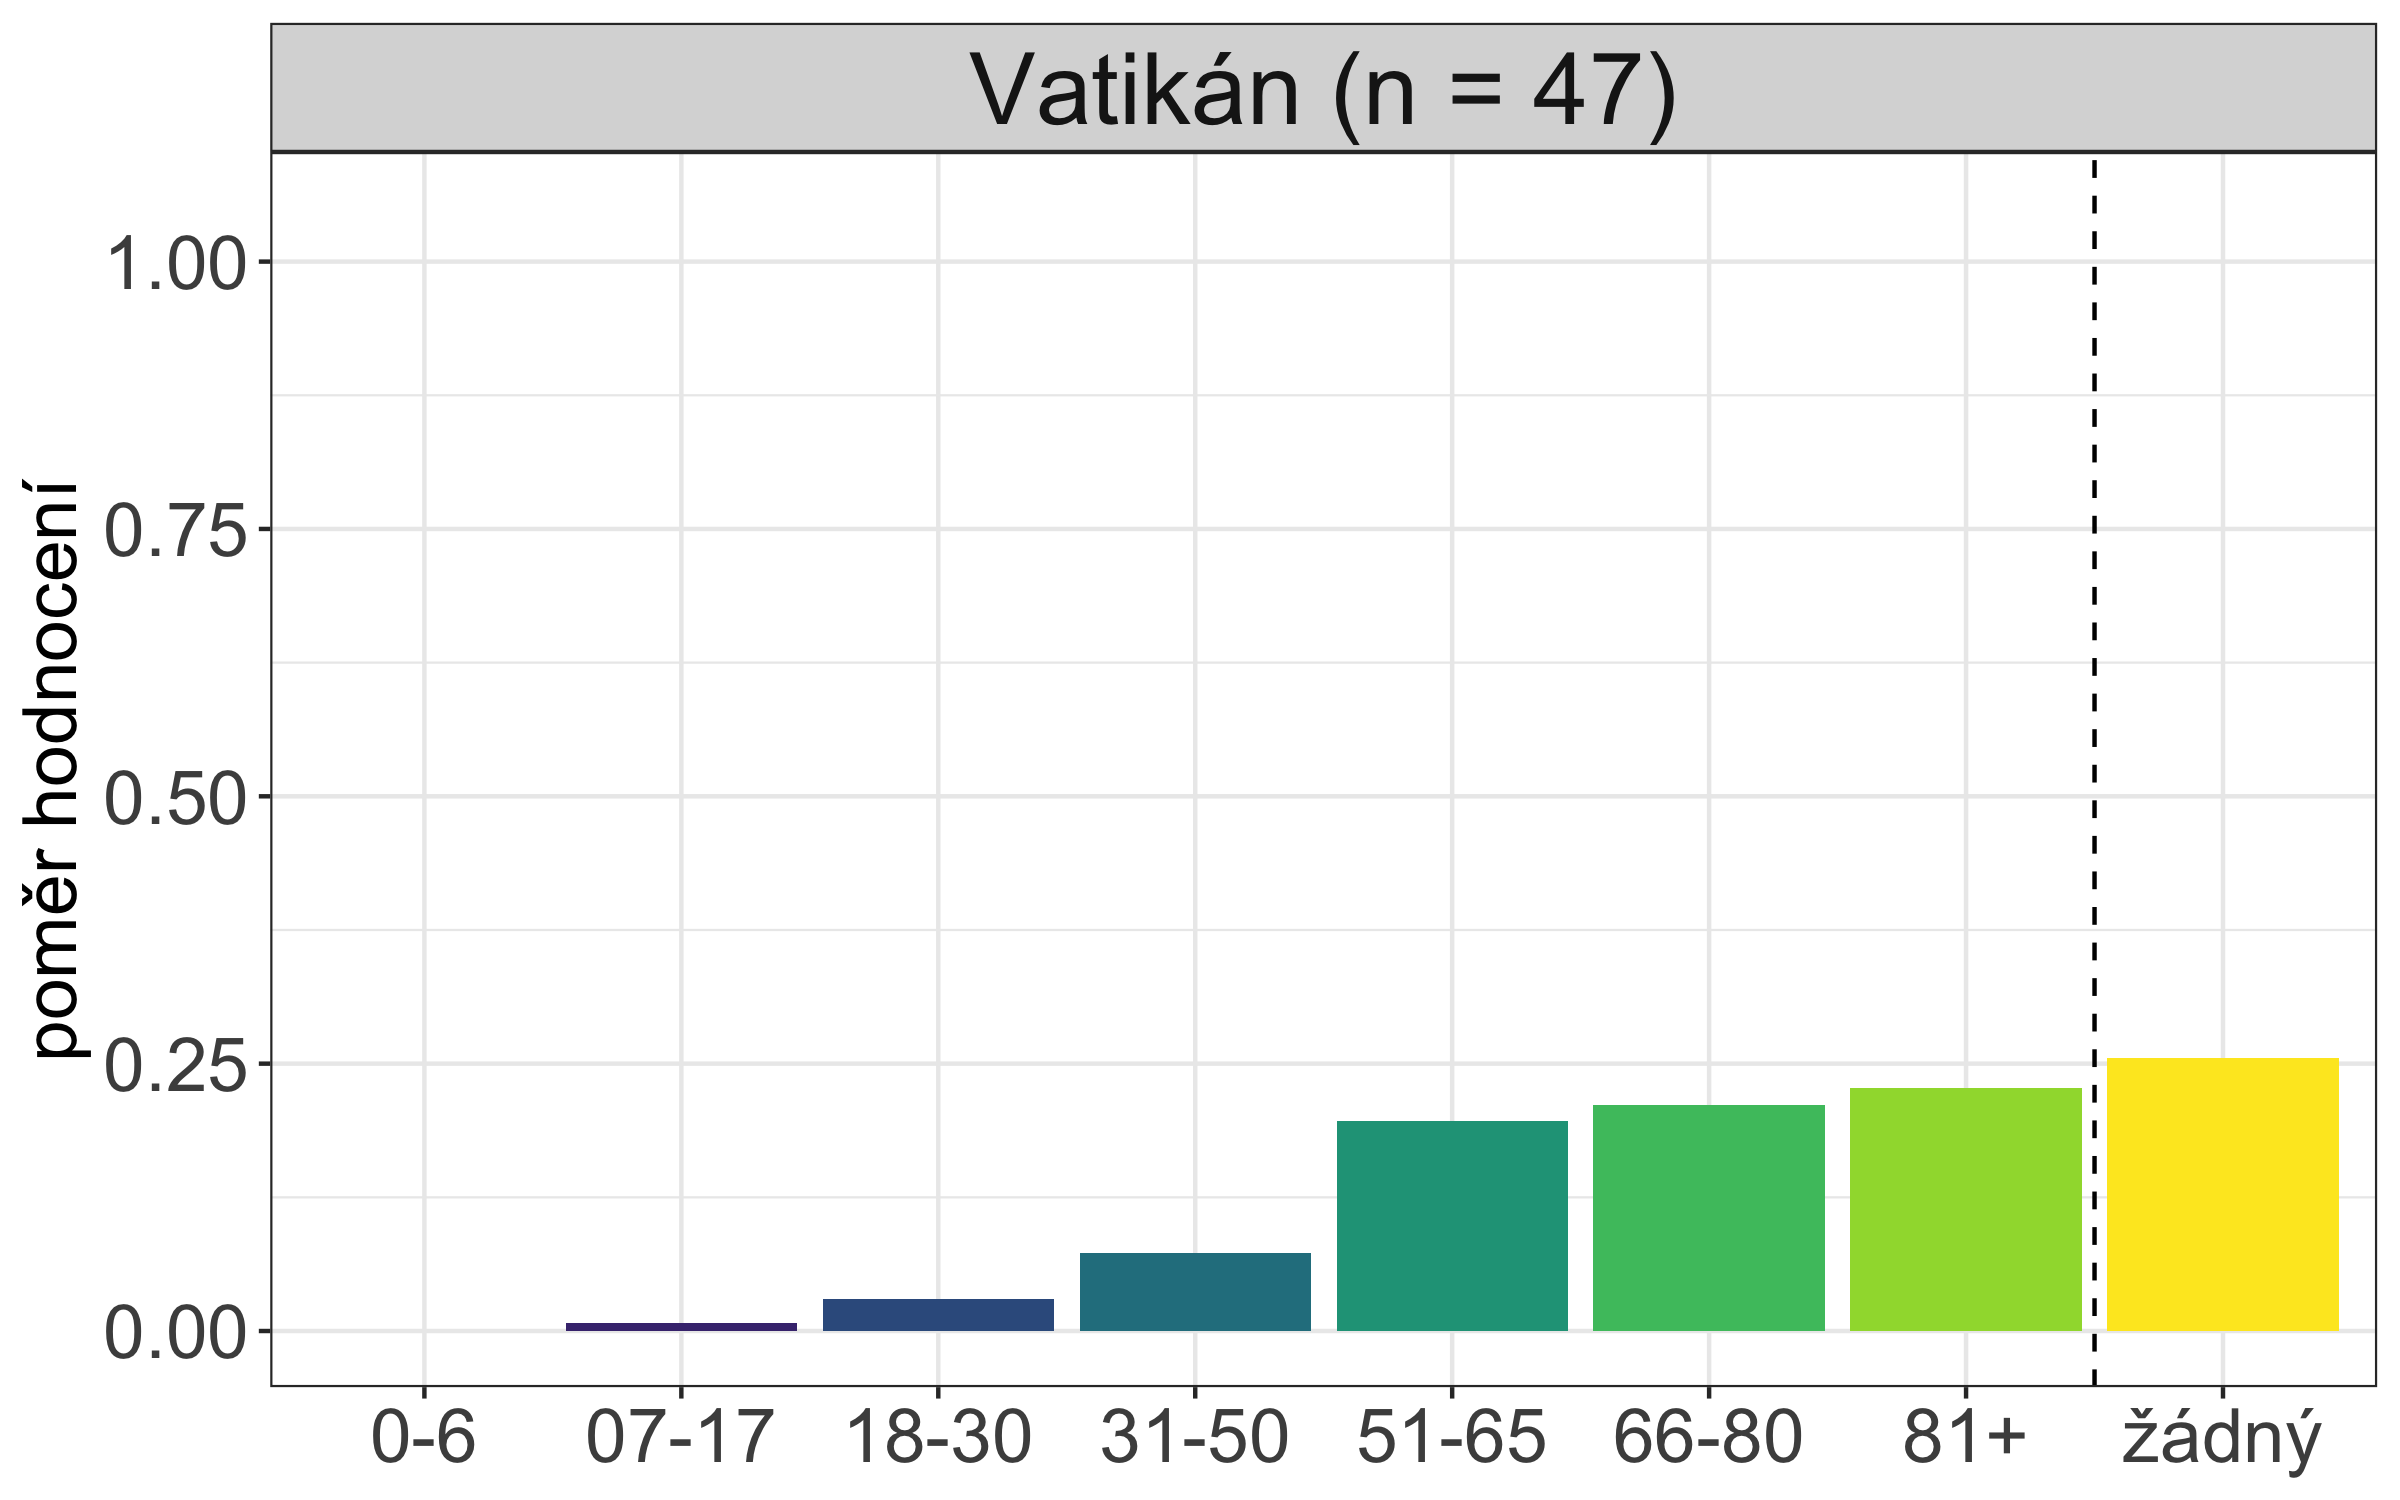 Vatikán (n = 47)
poměr hodnocení
1.00
0.75
0.50
0.25
0.00
0-6 07-17 18-30 31-50 51-65 66-80 81+ žádný